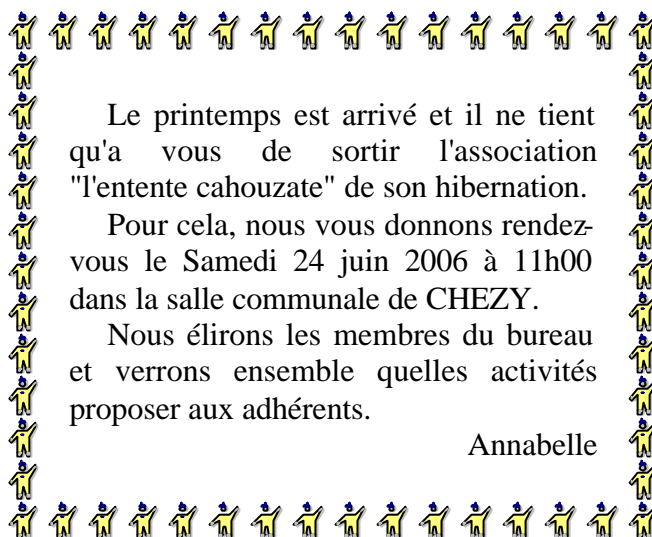 Le printemps est arrivé et il ne tient
qu'a vous de sortir l'association
"l'entente cahouzate" de son hibernation.
Pour cela, nous vous donnons rendez-
vous le Samedi 24 juin 2006 à 11h00
dans la salle communale de CHEZY.
Nous élirons les membres du bureau
et verrons ensemble quelles activités
proposer aux adhérents.
Annabelle